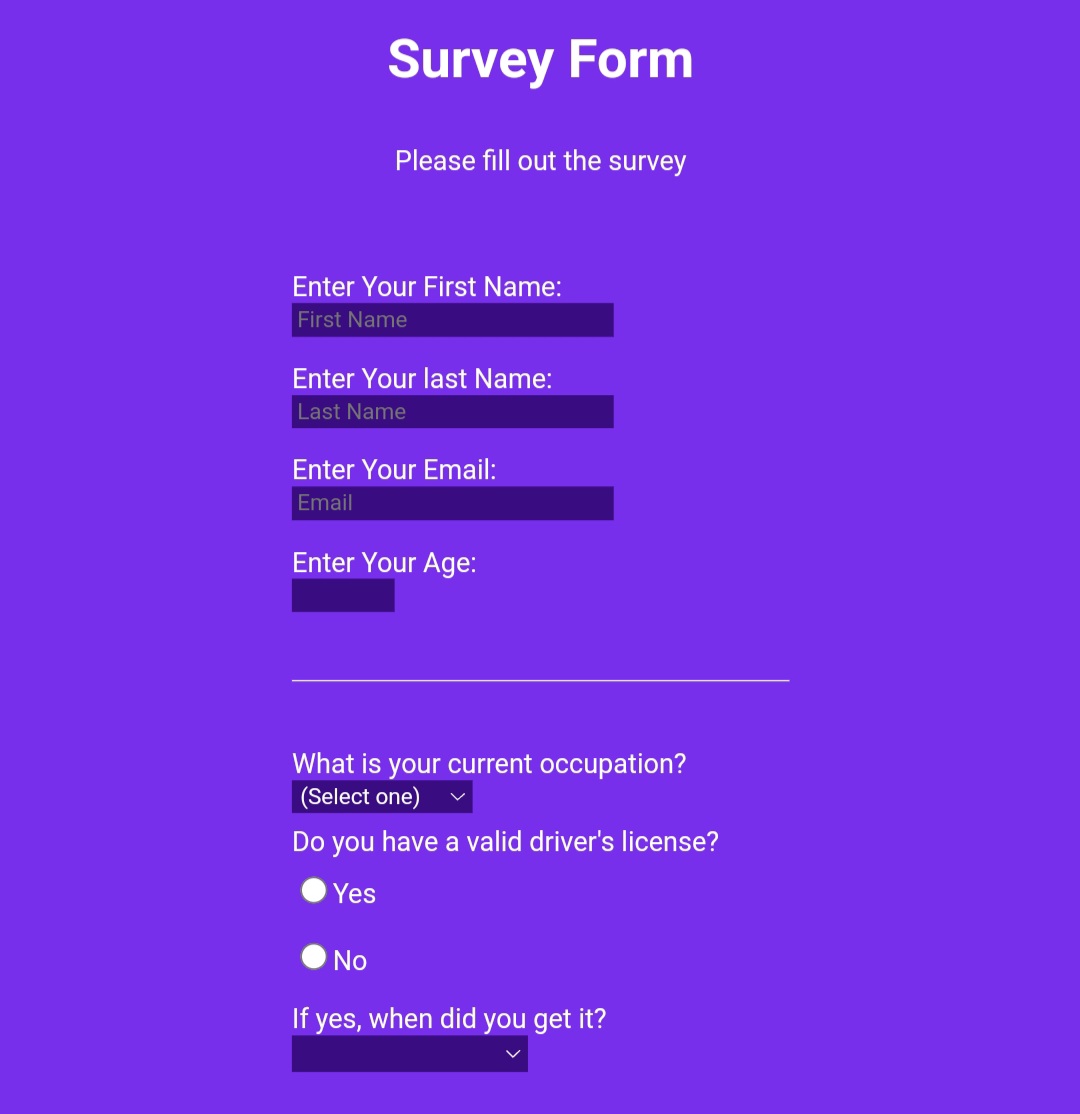 Survey Form
Please fill out the survey
Enter Your First Name:
First Name
Enter Your last Name:
Last Name
Enter Your Email:
Email
Enter Your Age:
What is your current occupation?
(Select one)
Do you have a valid driver's license?
Yes
No
If yes, when did you get it?